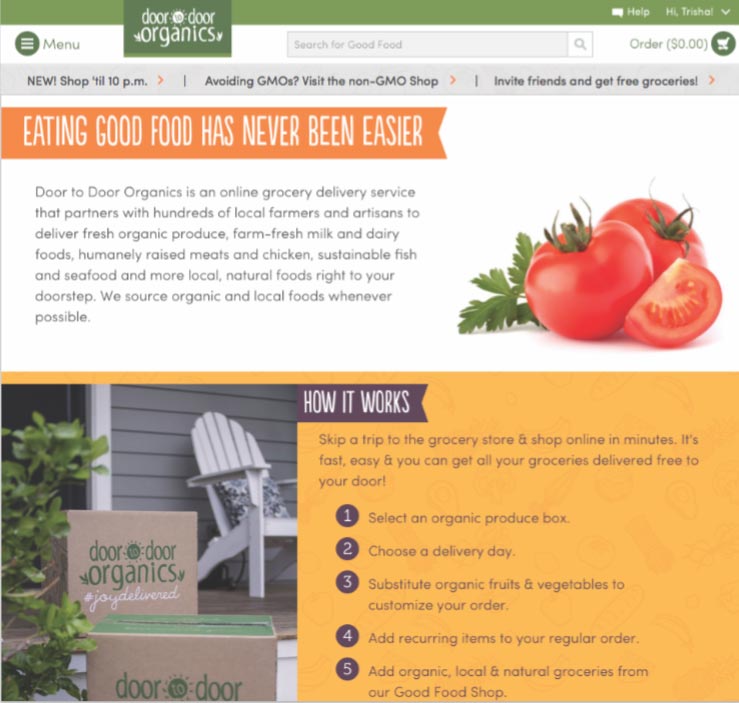 door to door
organics
Help
Hi, Trisha!
Menu
Search for Good Food
Order ($0.00)
NEW! Shop 'til 10 p.m. >
|
Avoiding GMOs? Visit the non-GMO Shop >
|
Invite friends and get free groceries! >
EATING GOOD FOOD HAS NEVER BEEN EASIER
Door to Door Organics is an online grocery delivery service
that partners with hundreds of local farmers and artisans to
deliver fresh organic produce, farm-fresh milk and dairy
foods, humanely raised meats and chicken, sustainable fish
and seafood and more local, natural foods right to your
doorstep. We source organic and local foods whenever
possible.
HOW IT WORKS
Skip a trip to the grocery store & shop online in minutes. It's
fast, easy & you can get all your groceries delivered free to
your door!
1 Select an organic produce box.
2 Choose a delivery day.
3 Substitute organic fruits & vegetables to
customize your order.
4 Add recurring items to your regular order.
5 Add organic, local & natural groceries from
our Good Food Shop.
door to door
organics
#joydelivered
door to door